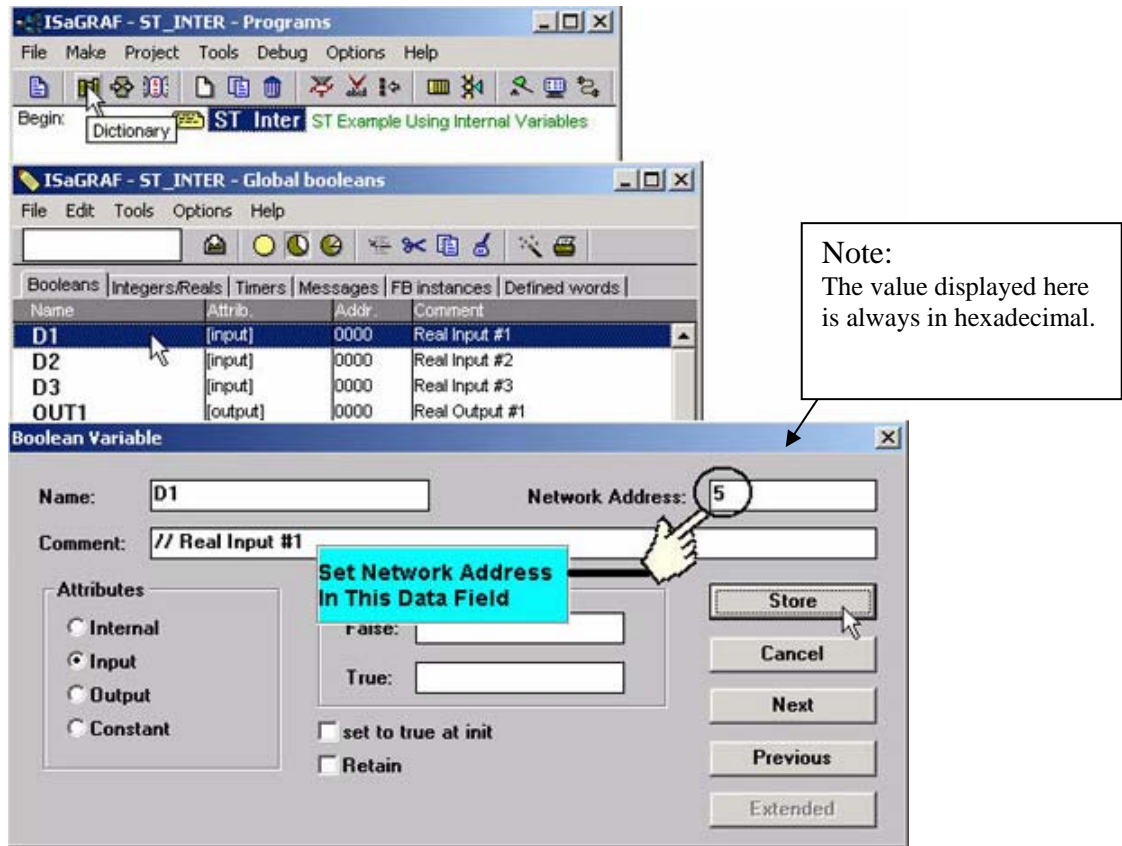 ISaGRAF - ST_INTER - Programs
File Make Project Tools Debug Options Help
Begin: ST_Inter ST Example Using Internal Variables
Dictionary
ISaGRAF - ST_INTER - Global booleans
File Edit Tools Options Help
Booleans Integers/Reals Timers Messages FB instances Defined words
Name Attrib. Addr. Comment
D1 [input] 0000 Real Input #1
D2 [input] 0000 Real Input #2
D3 [input] 0000 Real Input #3
OUT1 [output] 0000 Real Output #1
Note:
The value displayed here
is always in hexadecimal.
Boolean Variable
Name: D1 Network Address: 5
Comment: // Real Input #1
Set Network Address
In This Data Field
Attributes
Internal
Input
Output
Constant
False:
True:
set to true at init
Retain
Store
Cancel
Next
Previous
Extended